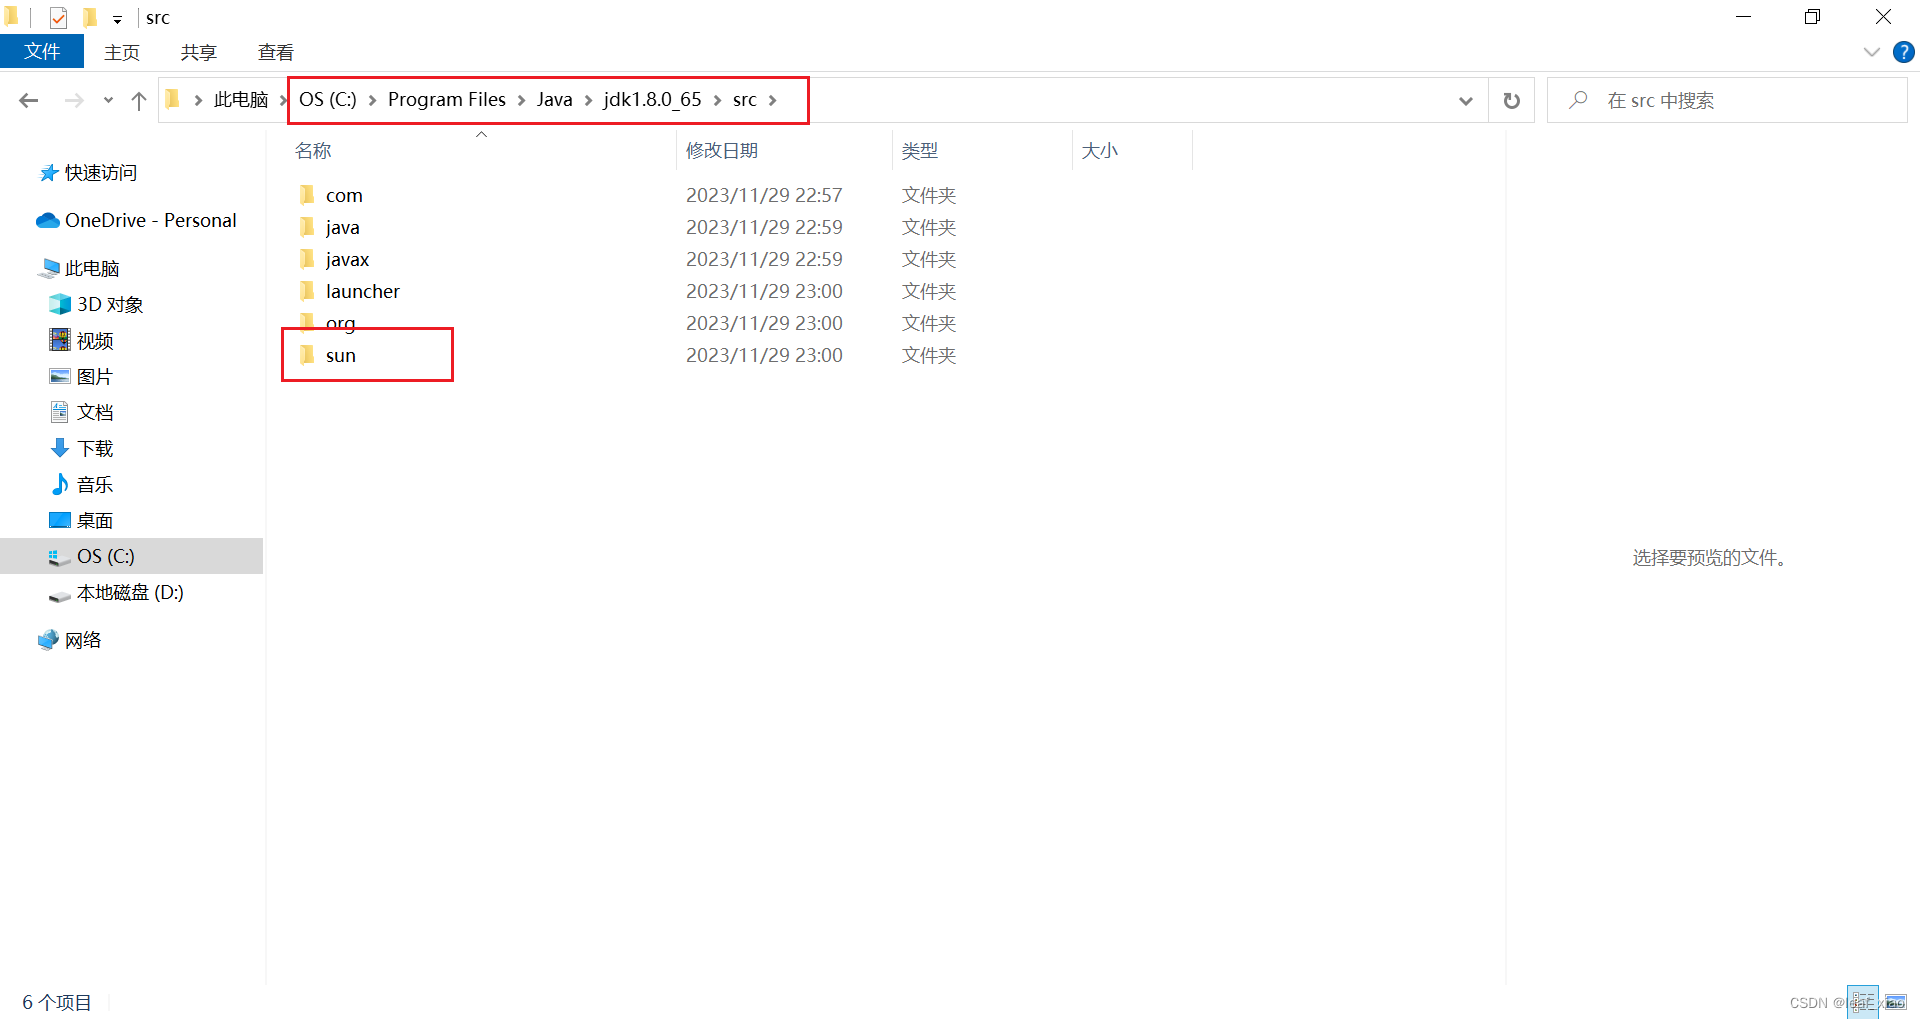 src
文件 主页 共享 查看
此电脑 OS (C:) Program Files Java jdk1.8.0_65 src
在 src 中搜索
名称 修改日期 类型 大小
快速访问
OneDrive - Personal
此电脑
3D 对象
视频
图片
文档
下载
音乐
桌面
OS (C:)
本地磁盘 (D:)
网络
com 2023/11/29 22:57 文件夹
java 2023/11/29 22:59 文件夹
javax 2023/11/29 22:59 文件夹
launcher 2023/11/29 23:00 文件夹
org 2023/11/29 23:00 文件夹
sun 2023/11/29 23:00 文件夹
选择要预览的文件。
6 个项目
CSDN